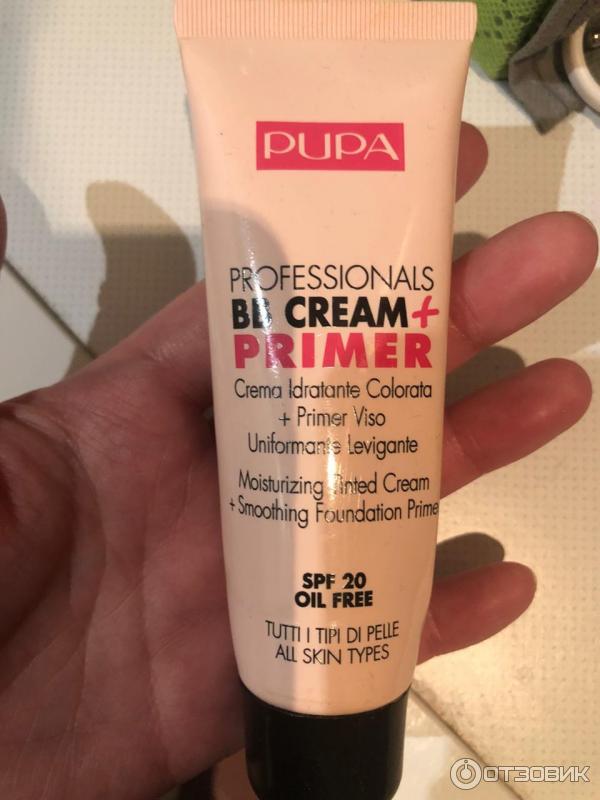 PUPA
PROFESSIONALS
BB CREAM+
PRIMER
Crema Idratante Colorata
+ Primer Viso
Uniformante Levigante
Moisturizing Tinted Cream
+ Smoothing Foundation Primer
SPF 20
OIL FREE
TUTTI I TIPI DI PELLE
ALL SKIN TYPES
ОТЗОВИК